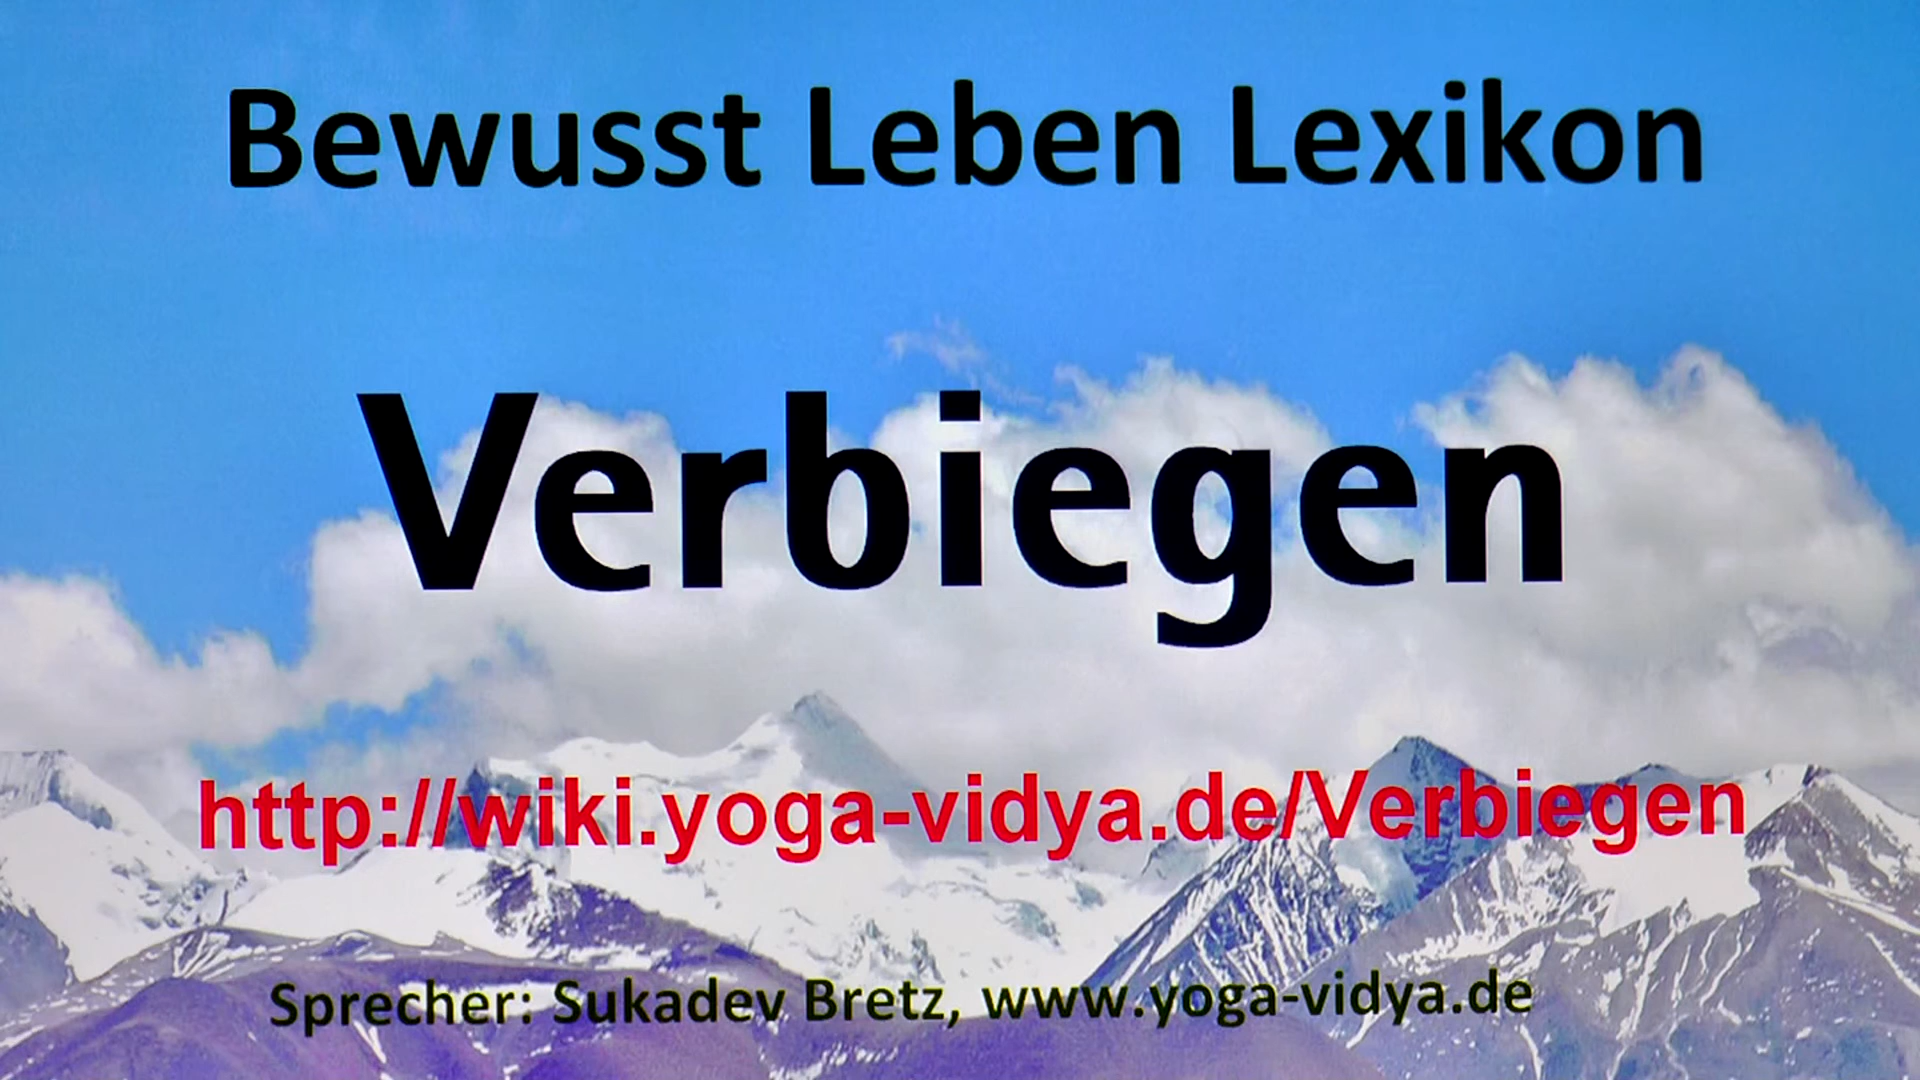 Bewusst Leben Lexikon
Verbiegen
http://wiki.yoga-vidya.de/Verbiegen
Sprecher: Sukadev Bretz, www.yoga-vidya.de